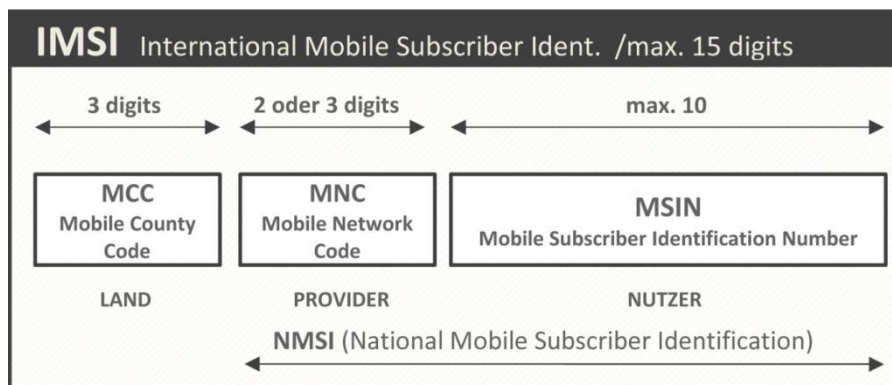 IMSI International Mobile Subscriber Ident. /max. 15 digits
3 digits
2 oder 3 digits
max. 10
MCC
Mobile County
Code
MNC
Mobile Network
Code
MSIN
Mobile Subscriber Identification Number
LAND
PROVIDER
NUTZER
NMSI (National Mobile Subscriber Identification)